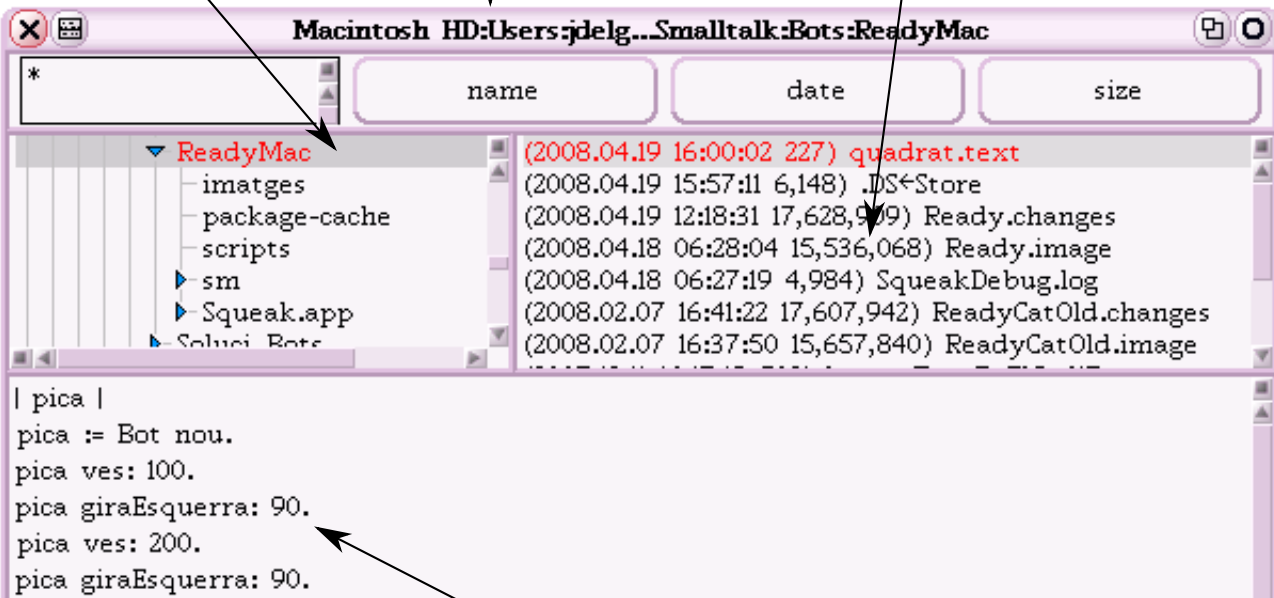 Macintosh HD:Users:jdelg...Smalltalk:Bots:ReadyMac
*
name
date
size
ReadyMac
imatges
package-cache
scripts
sm
Squeak.app
Soluci Bots
(2008.04.19 16:00:02 227) quadrat.text
(2008.04.19 15:57:11 6,148) .DS←Store
(2008.04.19 12:18:31 17,628,909) Ready.changes
(2008.04.18 06:28:04 15,536,068) Ready.image
(2008.04.18 06:27:19 4,984) SqueakDebug.log
(2008.02.07 16:41:22 17,607,942) ReadyCatOld.changes
(2008.02.07 16:37:50 15,657,840) ReadyCatOld.image
| pica |
pica := Bot nou.
pica ves: 100.
pica giraEsquerra: 90.
pica ves: 200.
pica giraEsquerra: 90.